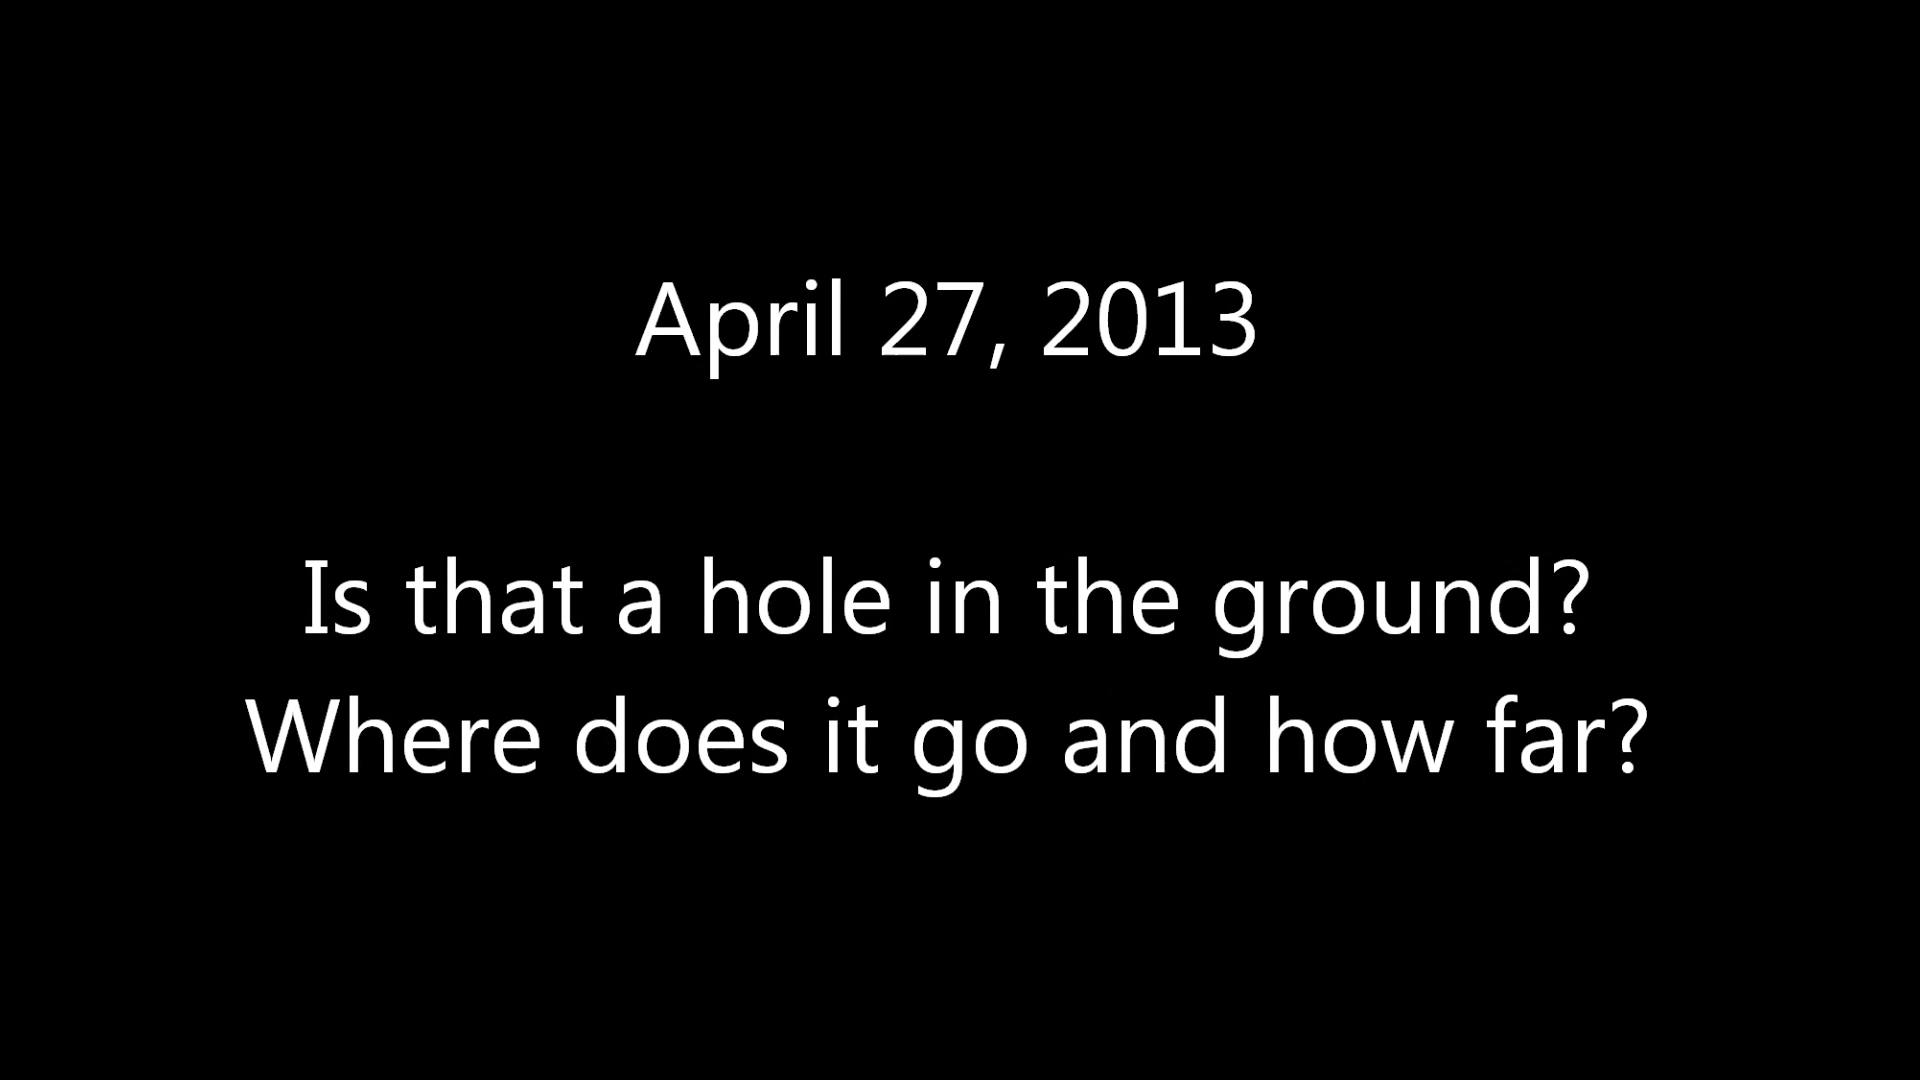 April 27, 2013
Is that a hole in the ground?
Where does it go and how far?